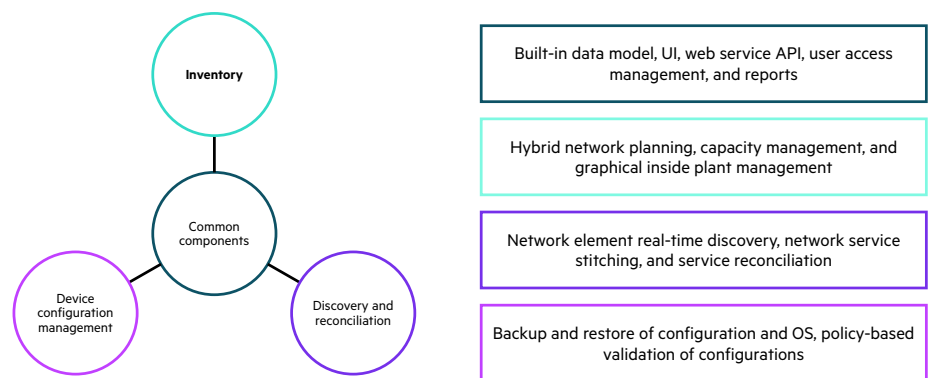 Inventory
Common
components
Device
configuration
management
Discovery and
reconciliation
Built-in data model, UI, web service API, user access
management, and reports
Hybrid network planning, capacity management, and
graphical inside plant management
Network element real-time discovery, network service
stitching, and service reconciliation
Backup and restore of configuration and OS, policy-based
validation of configurations